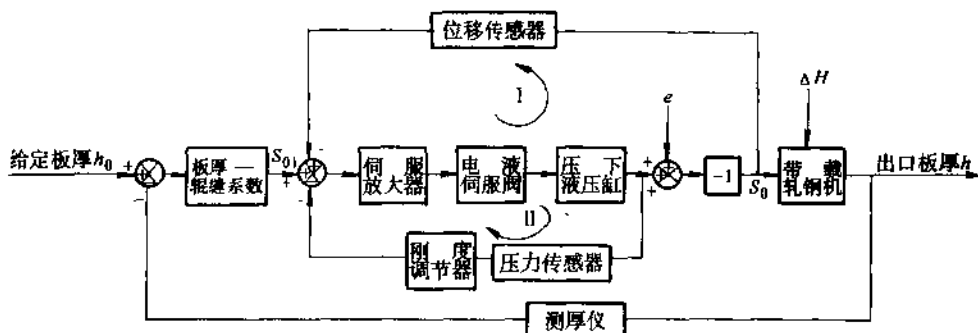 位移传感器
I
ΔH
e
给定板厚h₀
+
-
板厚一
辊缝系数
S₀ⱼ
+
-
-
伺 服
放大器
电 液
伺服阀
压 下
液压缸
+
+
-1
S₀
带 载
轧钢机
出口板厚h
II
刚 度
调节器
压力传感器
测厚仪